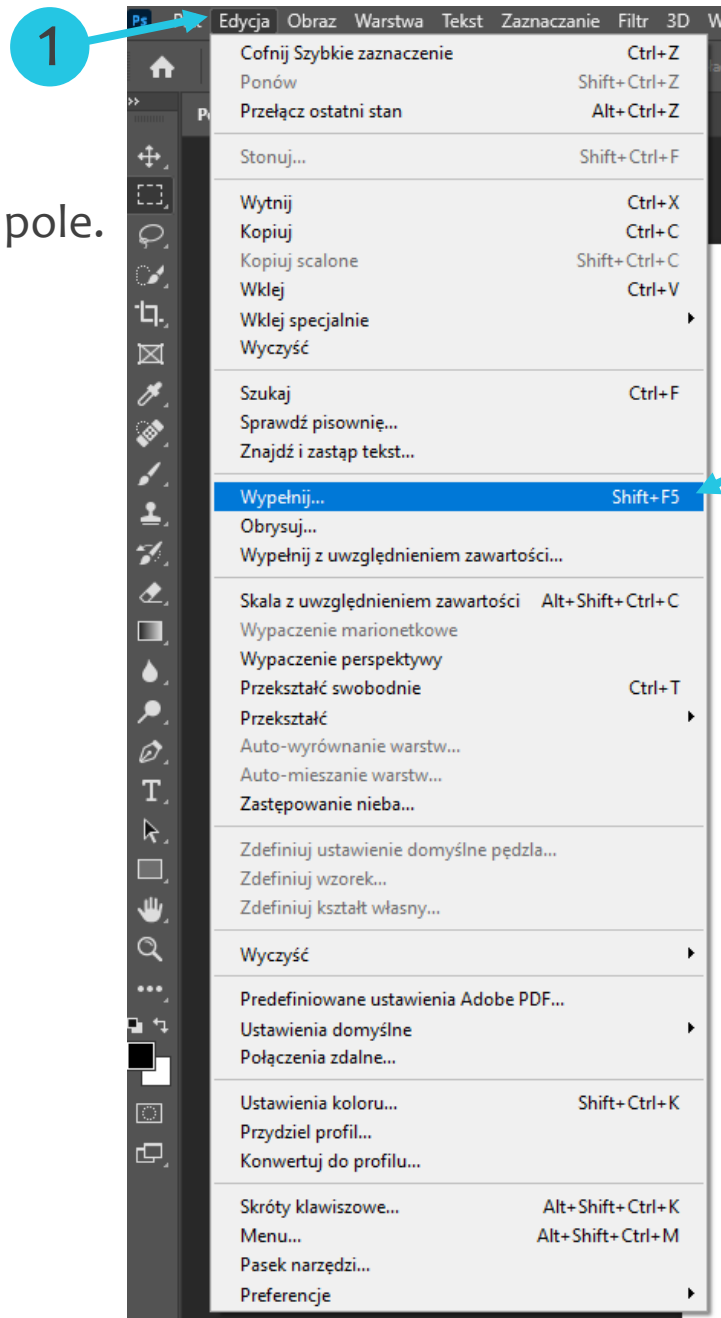 1
Ps Edycja Obraz Warstwa Tekst Zaznaczanie Filtr 3D
Cofnij Szybkie zaznaczenie Ctrl+Z
Ponów Shift+Ctrl+Z
Przełącz ostatni stan Alt+Ctrl+Z
Stonuj... Shift+Ctrl+F
Wytnij Ctrl+X
pole.
Kopiuj Ctrl+C
Kopiuj scalone Shift+Ctrl+C
Wklej Ctrl+V
Wklej specjalnie
Wyczyść
Szukaj Ctrl+F
Sprawdź pisownię...
Znajdź i zastąp tekst...
Wypełnij... Shift+F5
Obrysuj...
Wypełnij z uwzględnieniem zawartości...
Skala z uwzględnieniem zawartości Alt+Shift+Ctrl+C
Wypaczenie marionetkowe
Wypaczenie perspektywy
Przekształć swobodnie Ctrl+T
Przekształć
Auto-wyrównanie warstw...
Auto-mieszanie warstw...
Zastępowanie nieba...
Zdefiniuj ustawienie domyślne pędzla...
Zdefiniuj wzorek...
Zdefiniuj kształt własny...
Wyczyść
Predefiniowane ustawienia Adobe PDF...
Ustawienia domyślne
Połączenia zdalne...
Ustawienia koloru... Shift+Ctrl+K
Przydziel profil...
Konwertuj do profilu...
Skróty klawiszowe... Alt+Shift+Ctrl+K
Menu... Alt+Shift+Ctrl+M
Pasek narzędzi...
Preferencje